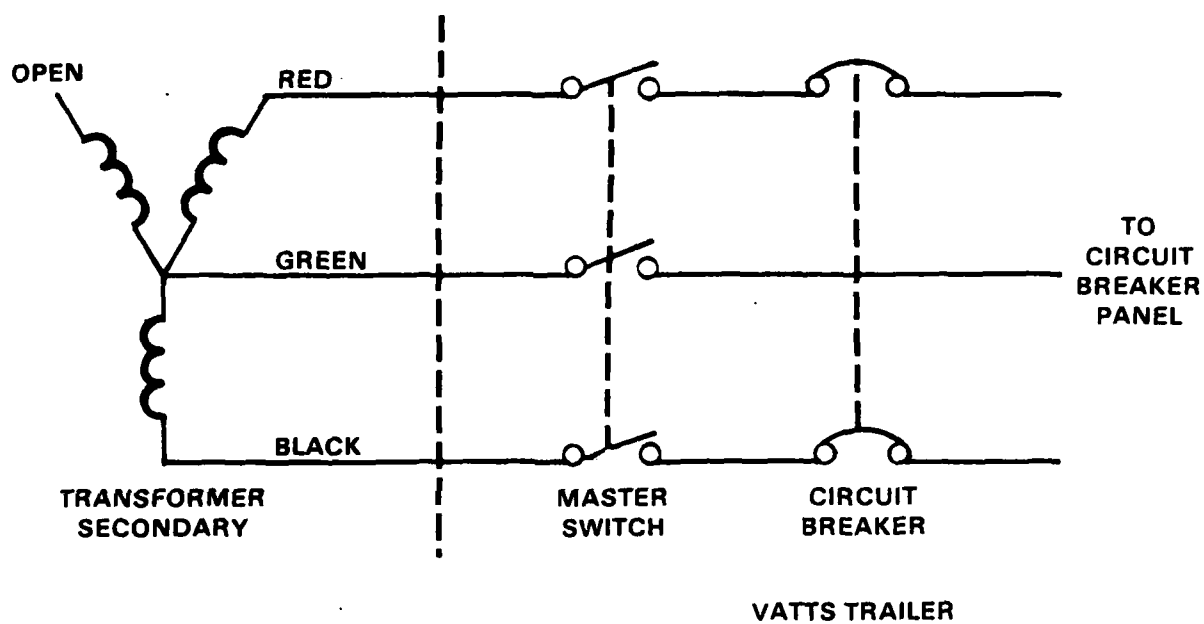 OPEN
RED
GREEN
BLACK
TRANSFORMER
SECONDARY
MASTER
SWITCH
CIRCUIT
BREAKER
TO
CIRCUIT
BREAKER
PANEL
VATTS TRAILER